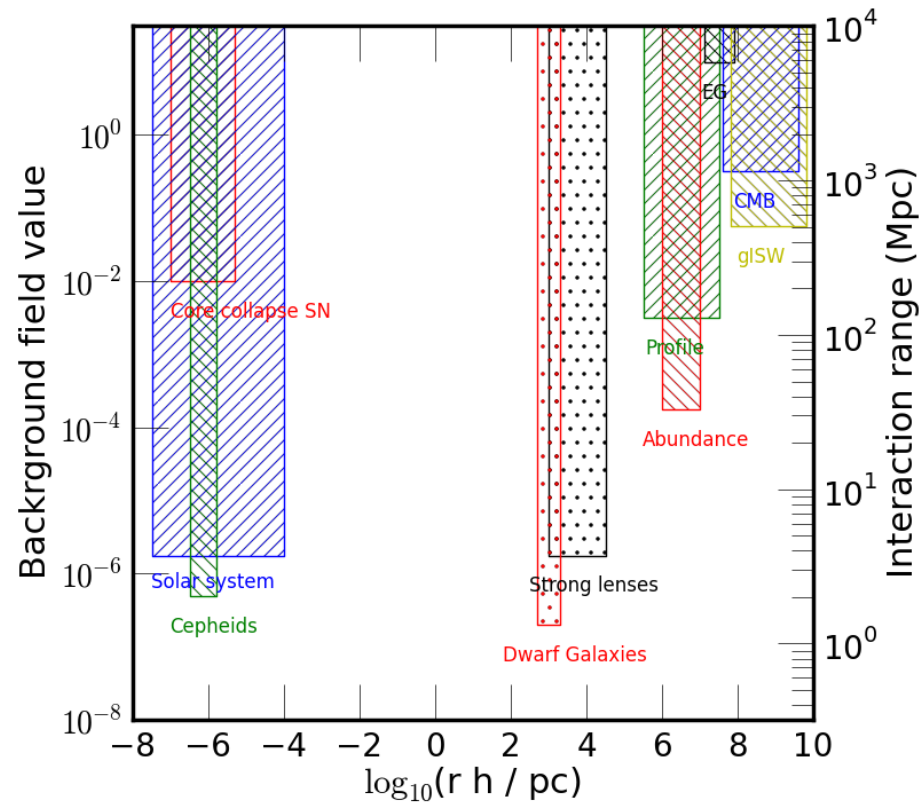 Background field value
10^0
10^-2
10^-4
10^-6
10^-8
Core collapse SN
Solar system
Cepheids
Strong lenses
Dwarf Galaxies
EG
CMB
gISW
Profile
Abundance
10^4
10^3
10^2
10^1
10^0
Interaction range (Mpc)
−8 −6 −4 −2 0 2 4 6 8 10
log10(r h / pc)